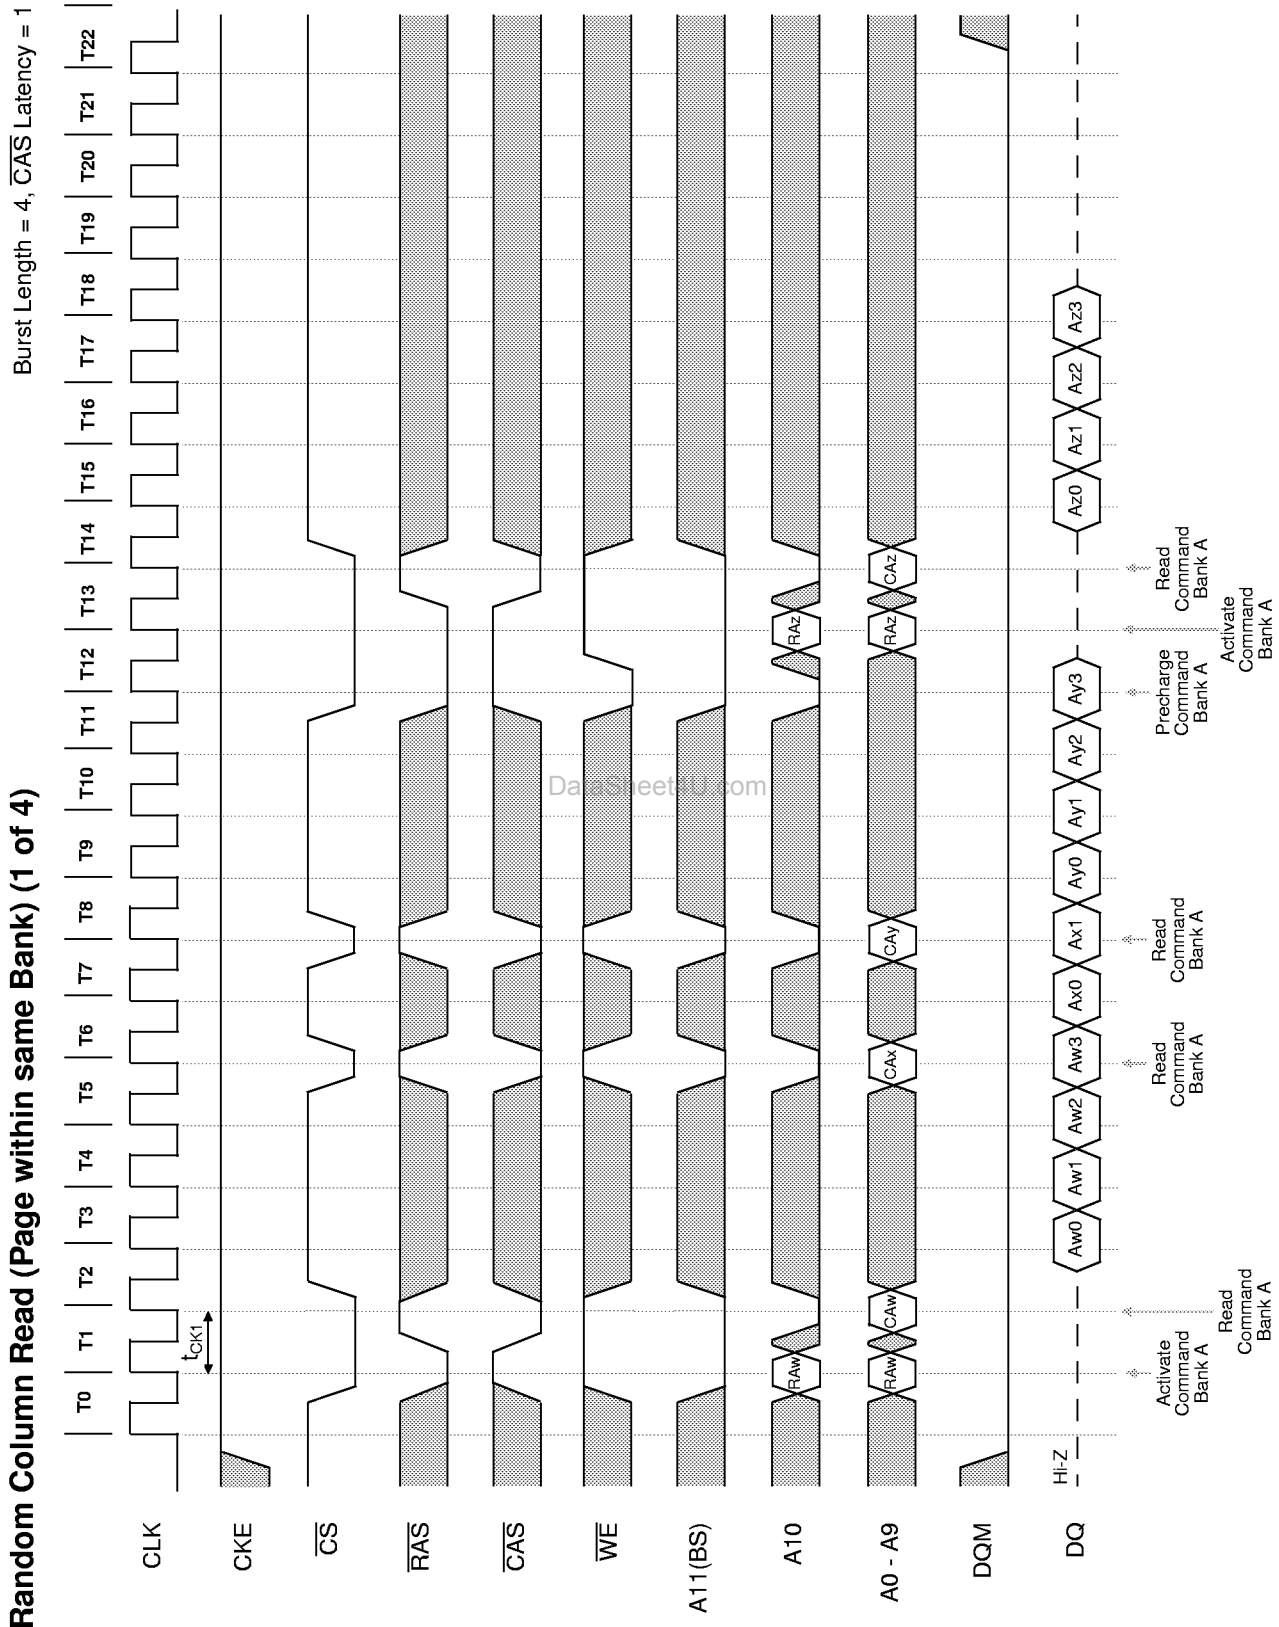 Random Column Read (Page within same Bank) (1 of 4)
Burst Length = 4, CAS Latency = 1
T0 T1 T2 T3 T4 T5 T6 T7 T8 T9 T10 T11 T12 T13 T14 T15 T16 T17 T18 T19 T20 T21 T22
CLK
tCK1
CKE
CS
RAS
CAS
WE
A11(BS)
A10
RAw RAz
A0 - A9
RAw CAw CAx CAy RAz CAz
DQM
DQ
Hi-Z
Aw0 Aw1 Aw2 Aw3 Ax0 Ax1 Ay0 Ay1 Ay2 Ay3 Az0 Az1 Az2 Az3
Activate
Command
Bank A
Read
Command
Bank A
Read
Command
Bank A
Read
Command
Bank A
Precharge
Command
Bank A
Activate
Command
Bank A
Read
Command
Bank A
DataSheet4U.com